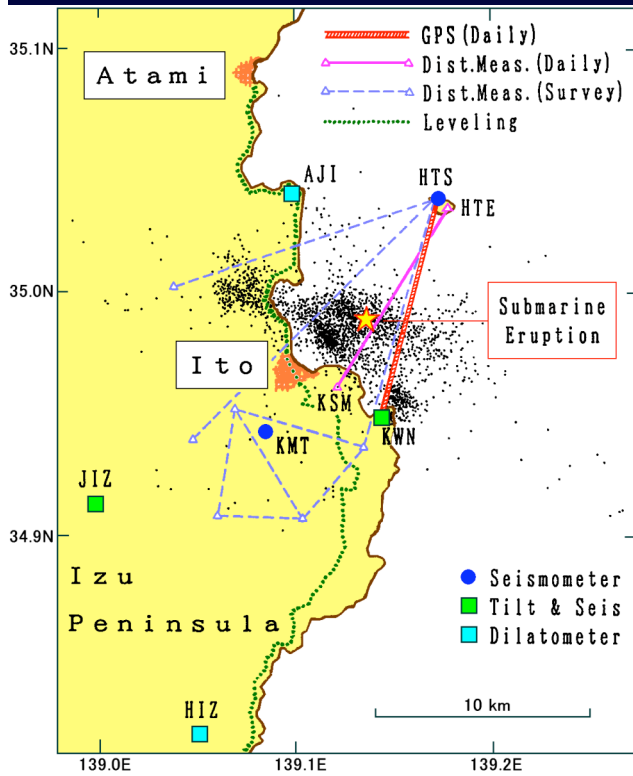 35.1N
Atami
GPS(Daily)
Dist.Meas.(Daily)
Dist.Meas.(Survey)
Leveling
AJI
HTS
HTE
35.0N
Submarine
Eruption
Ito
KSM
KWN
KMT
JIZ
34.9N
Izu
Peninsula
Seismometer
Tilt & Seis
Dilatometer
HIZ
10 km
139.0E
139.1E
139.2E